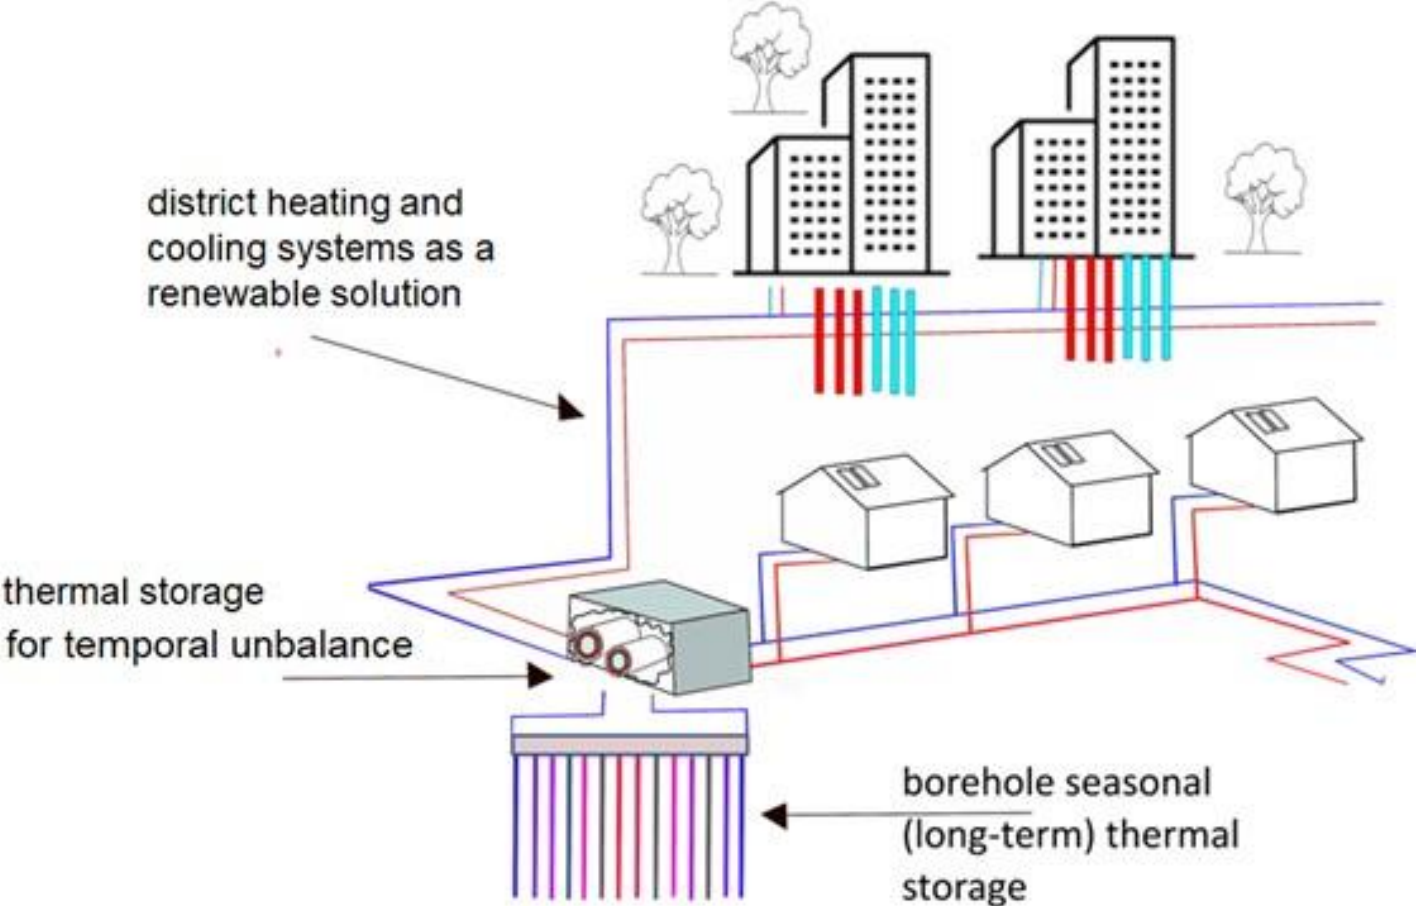 district heating and
cooling systems as a
renewable solution
thermal storage
for temporal unbalance
borehole seasonal
(long-term) thermal
storage